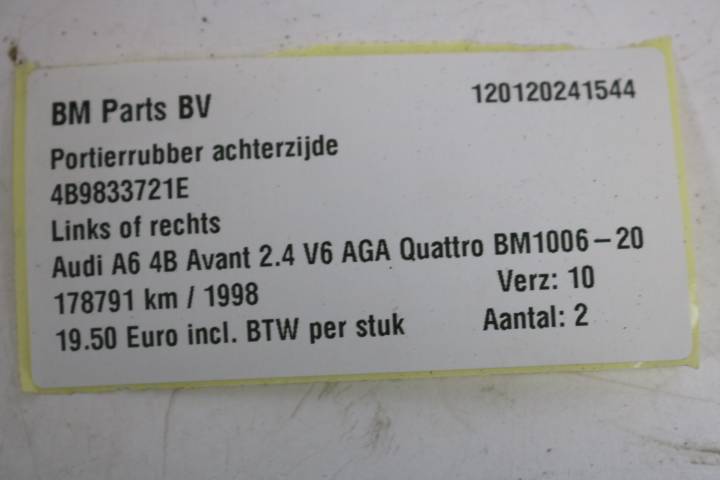 BM Parts BV 120120241544
Portierrubber achterzijde
4B9833721E
Links of rechts
Audi A6 4B Avant 2.4 V6 AGA Quattro BM1006-20
178791 km / 1998 Verz: 10
19.50 Euro incl. BTW per stuk Aantal: 2